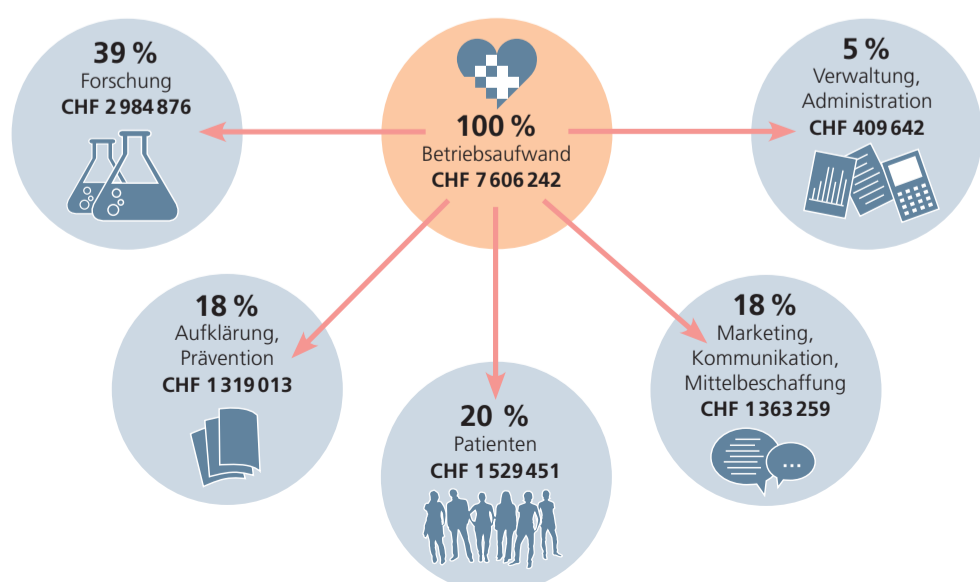 39 %
Forschung
CHF 2 984 876
100 %
Betriebsaufwand
CHF 7 606 242
5 %
Verwaltung,
Administration
CHF 409 642
18 %
Aufklärung,
Prävention
CHF 1 319 013
20 %
Patienten
CHF 1 529 451
18 %
Marketing,
Kommunikation,
Mittelbeschaffung
CHF 1 363 259
...